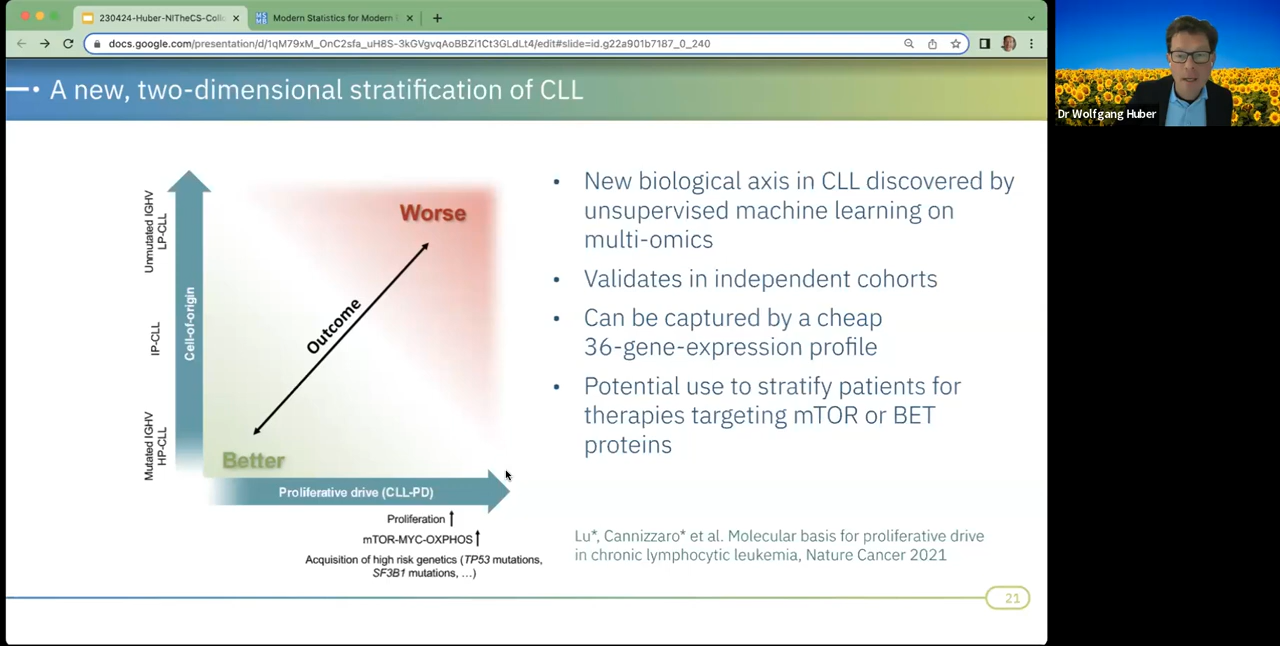 230424-Huber-NITheCS-Coll
Modern Statistics for Modern
docs.google.com/presentation/d/1qM79xM_OnC2sfa_uH8S-3kGVgvqAoBBZi1Ct3GLdLt4/edit#slide=id.g22a901b7187_0_240
A new, two-dimensional stratification of CLL
Dr Wolfgang Huber
Unmutated IGHV
LP-CLL
IP-CLL
Mutated IGHV
HP-CLL
Cell-of-origin
Worse
Outcome
Better
Proliferative drive (CLL-PD)
Proliferation ↑
mTOR-MYC-OXPHOS ↑
Acquisition of high risk genetics (TP53 mutations,
SF3B1 mutations, ...)
• New biological axis in CLL discovered by
unsupervised machine learning on
multi-omics
• Validates in independent cohorts
• Can be captured by a cheap
36-gene-expression profile
• Potential use to stratify patients for
therapies targeting mTOR or BET
proteins
Lu*, Cannizzaro* et al. Molecular basis for proliferative drive
in chronic lymphocytic leukemia, Nature Cancer 2021
21